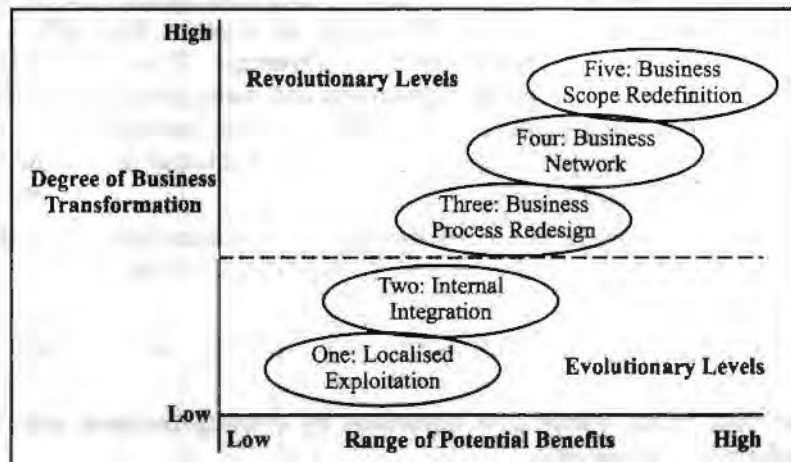 High
Revolutionary Levels
Five: Business
Scope Redefinition
Four: Business
Network
Degree of Business
Transformation
Three: Business
Process Redesign
Two: Internal
Integration
One: Localised
Exploitation
Evolutionary Levels
Low
Low Range of Potential Benefits High